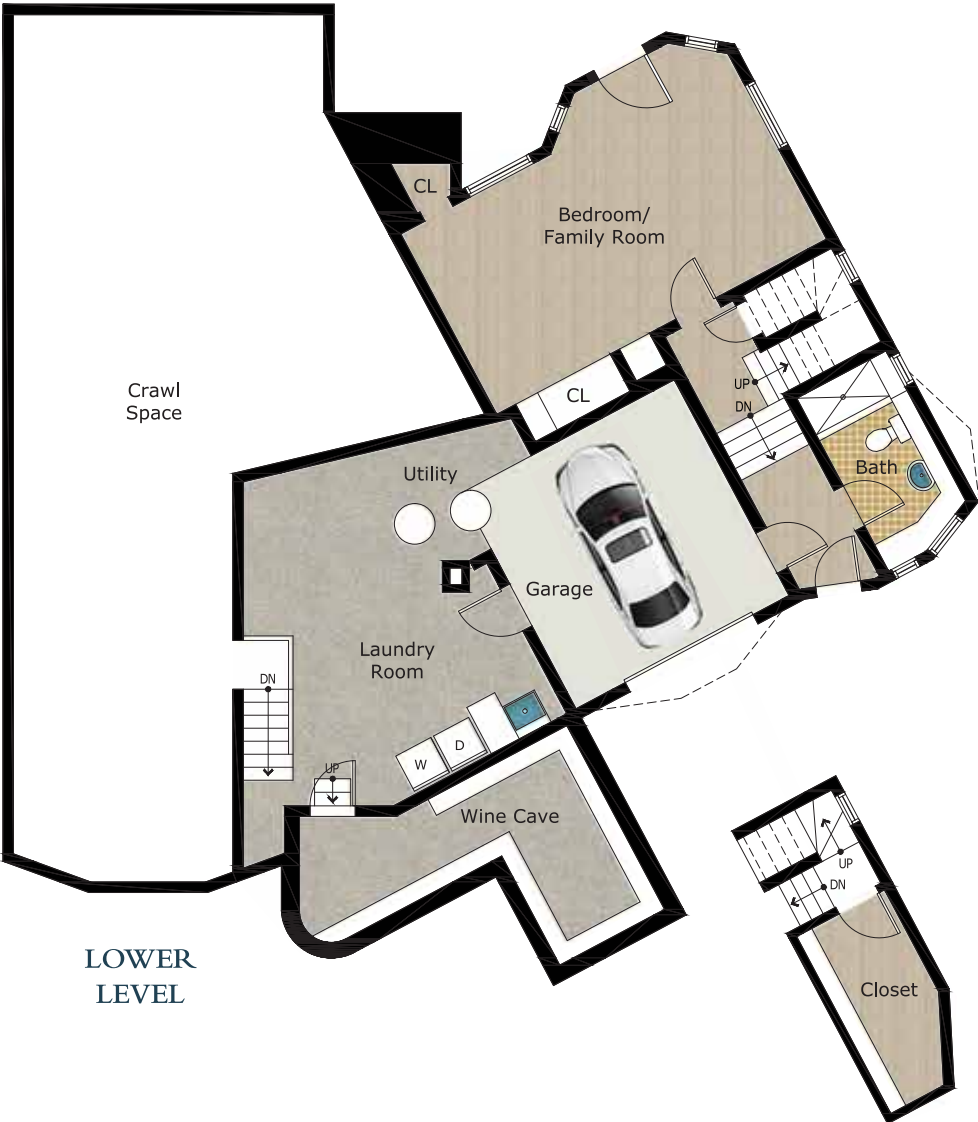 CL
Bedroom/
Family Room
Crawl
Space
CL
UP
DN
Utility
Bath
Garage
Laundry
Room
DN
D
W
UP
Wine Cave
UP
DN
LOWER
LEVEL
Closet